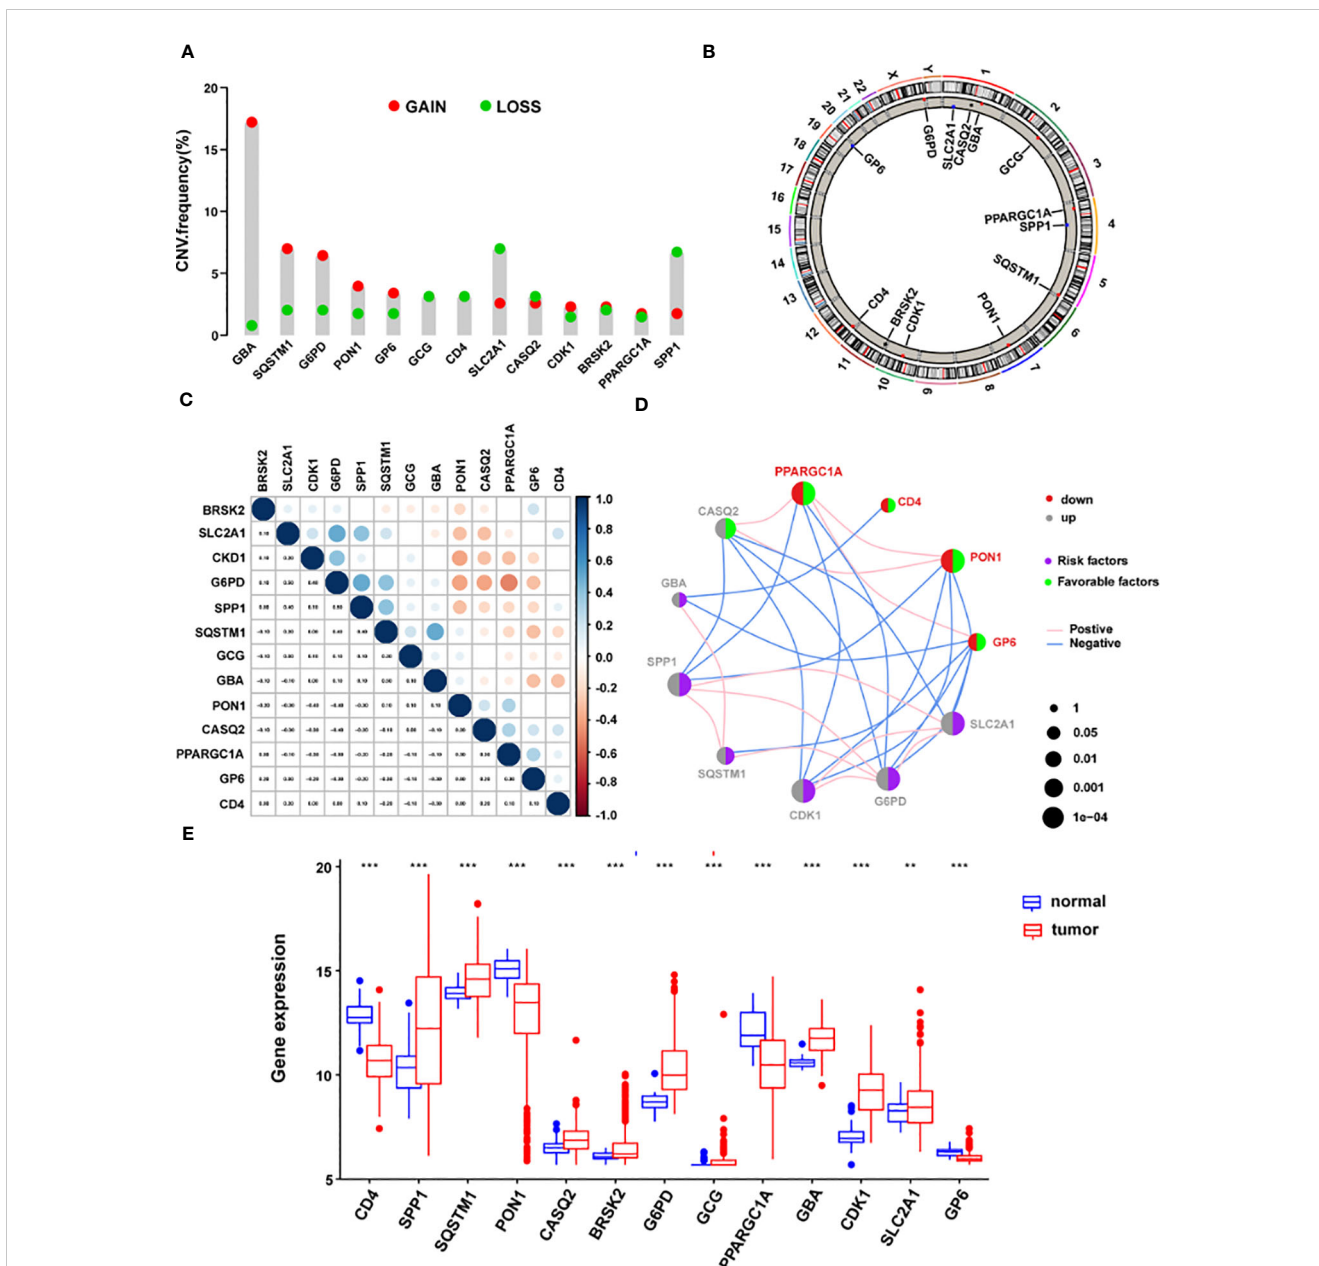 A
CNV.frequency(%)
20
15
10
5
0
GAIN
LOSS
GBA
SQSTM1
G6PD
PON1
GP6
GCG
CD4
SLC2A1
CASQ2
CDK1
BRSK2
PPARGC1A
SPP1
B
1
2
3
4
5
6
7
8
9
10
11
12
13
14
15
16
17
18
19
20
21
22
X
Y
G6PD
SLC2A1
CASQ2
GBA
GCG
PPARGC1A
SPP1
SQSTM1
PON1
CDK1
BRSK2
CD4
GP6
C
BRSK2
SLC2A1
CDK1
G6PD
SPP1
SQSTM1
GCG
GBA
PON1
CASQ2
PPARGC1A
GP6
CD4
BRSK2
SLC2A1
CKD1
G6PD
SPP1
SQSTM1
GCG
GBA
PON1
CASQ2
PPARGC1A
GP6
CD4
1.0
0.8
0.6
0.4
0.2
0.0
-0.2
-0.4
-0.6
-0.8
-1.0
D
PPARGC1A
CD4
CASQ2
PON1
GBA
GP6
SPP1
SLC2A1
SQSTM1
G6PD
CDK1
down
up
Risk factors
Favorable factors
Postive
Negative
1
0.05
0.01
0.001
1e−04
E
Gene expression
20
15
10
5
*** *** *** *** *** *** *** *** *** *** *** ** ***
normal
tumor
CD4
SPP1
SQSTM1
PON1
CASQ2
BRSK2
G6PD
GCG
PPARGC1A
GBA
CDK1
SLC2A1
GP6